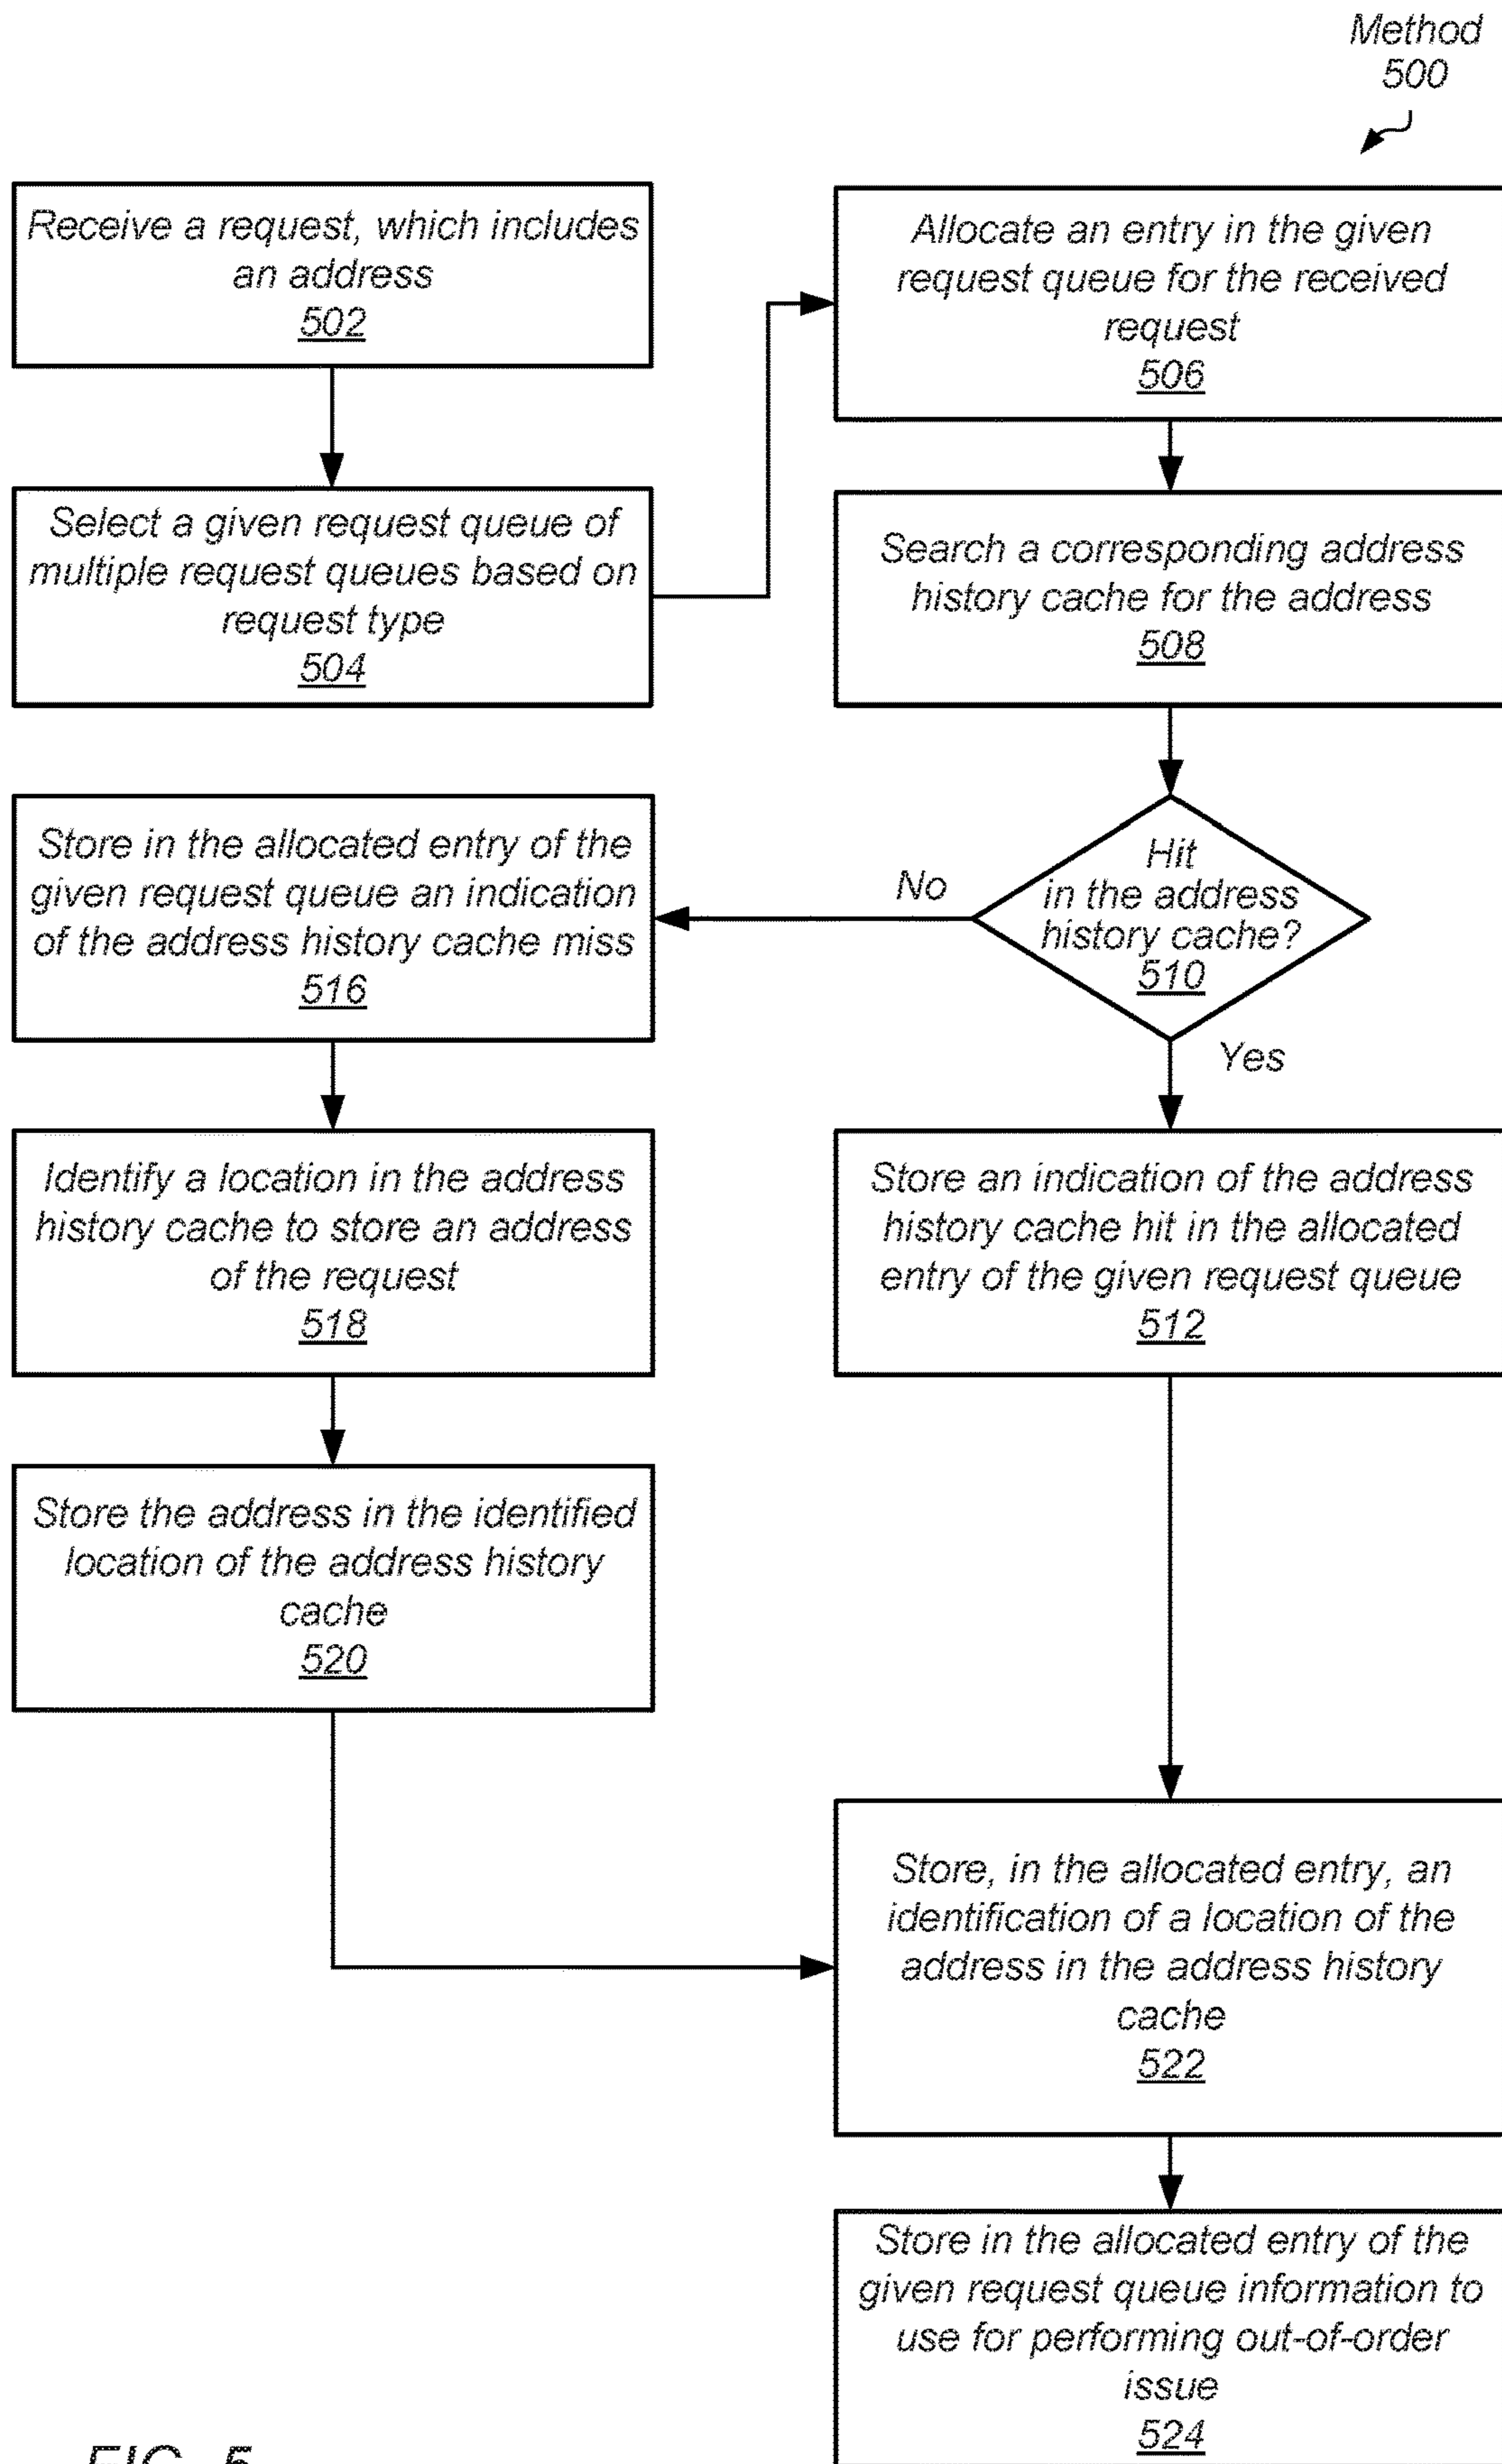 Method
500
Receive a request, which includes
an address
502
Select a given request queue of
multiple request queues based on
request type
504
Allocate an entry in the given
request queue for the received
request
506
Search a corresponding address
history cache for the address
508
Hit
in the address
history cache?
510
No
Yes
Store in the allocated entry of the
given request queue an indication
of the address history cache miss
516
Store an indication of the address
history cache hit in the allocated
entry of the given request queue
512
Identify a location in the address
history cache to store an address
of the request
518
Store the address in the identified
location of the address history
cache
520
Store, in the allocated entry, an
identification of a location of the
address in the address history
cache
522
Store in the allocated entry of the
given request queue information to
use for performing out-of-order
issue
524
FIG. 5